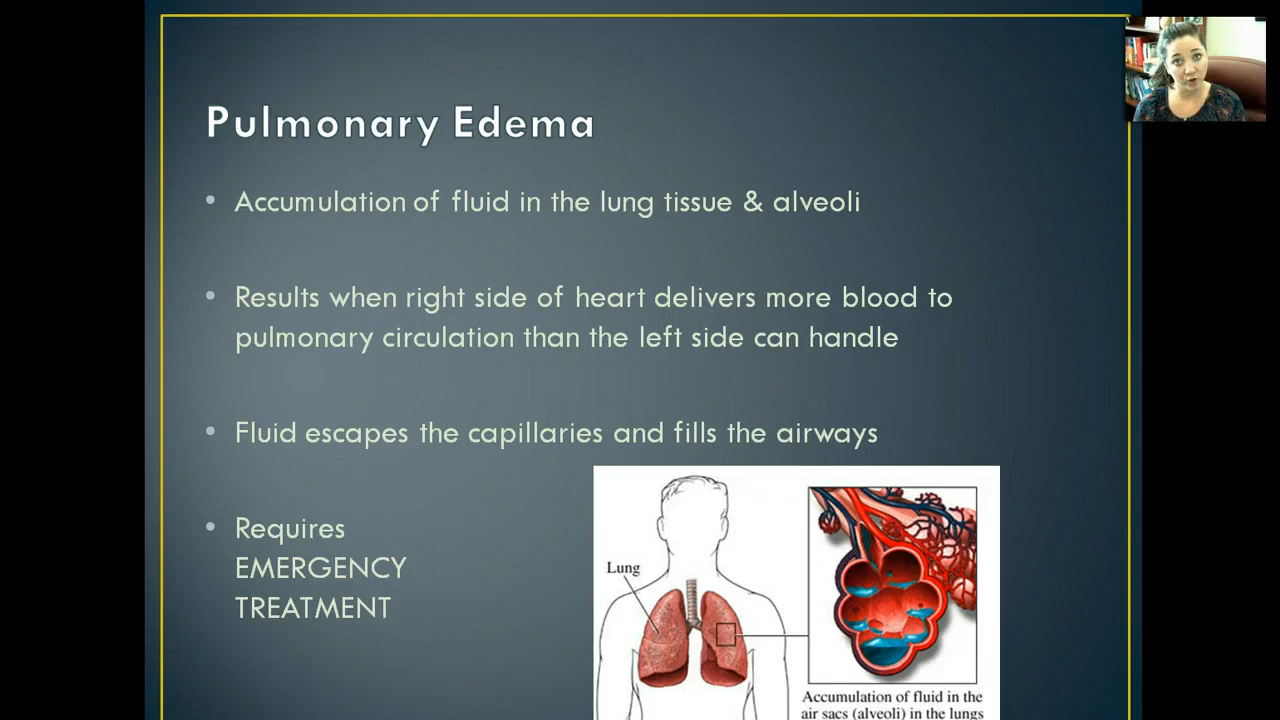 Pulmonary Edema
• Accumulation of fluid in the lung tissue & alveoli
• Results when right side of heart delivers more blood to
pulmonary circulation than the left side can handle
• Fluid escapes the capillaries and fills the airways
• Requires
EMERGENCY
TREATMENT
Lung
Accumulation of fluid in the
air sacs (alveoli) in the lungs